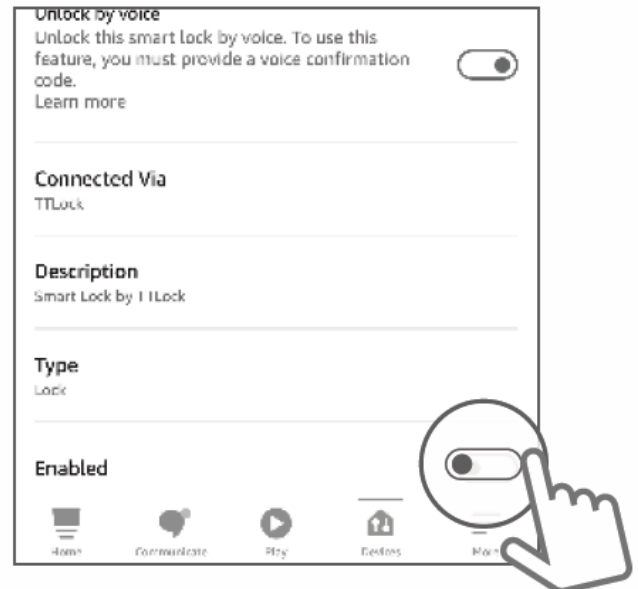 Unlock by voice
Unlock this smart lock by voice. To use this
feature, you must provide a voice confirmation
code.
Learn more
Connected Via
TTLock
Description
Smart Lock by TTLock
Type
Lock
Enabled
Home Communicate Play Devices More